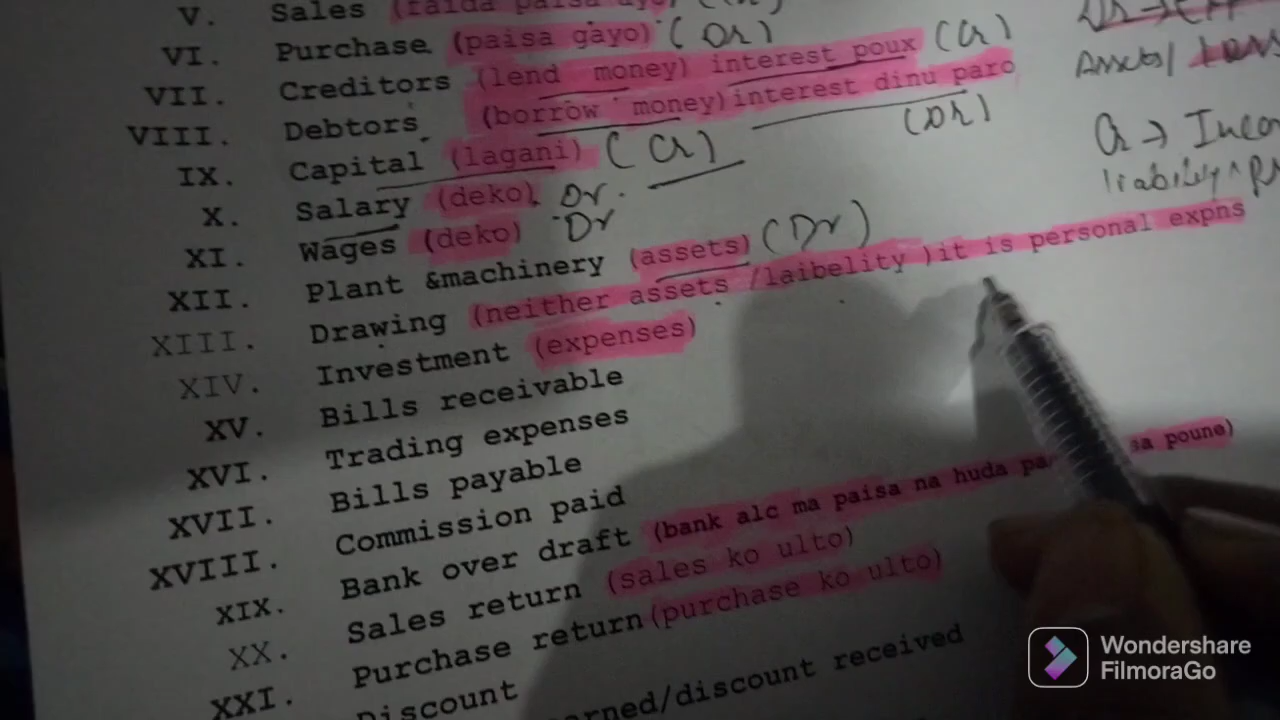 V. Sales
VI. Purchase (paisa gayo) (Dr)
VII. Creditors (lend money) interest poux (Cr)
VIII. Debtors (borrow money) interest dinu paro (Dr)
IX. Capital (lagani) (Cr)
X. Salary (deko) Dr.
XI. Wages (deko) Dr
XII. Plant &machinery (assets) (Dr)
XIII. Drawing (neither assets /laibelity )it is personal expns
XIV. Investment (expenses)
XV. Bills receivable
XVI. Trading expenses
XVII. Bills payable
XVIII. Commission paid
XIX. Bank over draft (bank alc ma paisa na huda sa poune)
XX. Sales return (sales ko ulto)
XXI. Purchase return(purchase ko ulto)
Discount
/discount received
Assets/
Cr →
liability
Wondershare
FilmoraGo